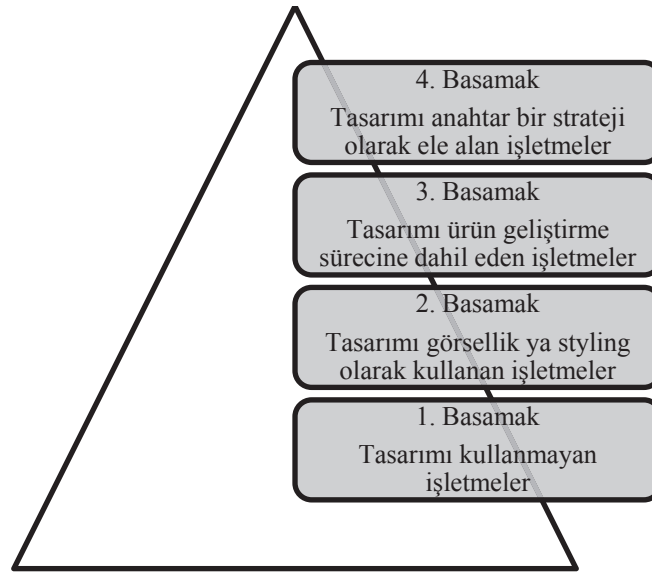 4. Basamak
Tasarımı anahtar bir strateji
olarak ele alan işletmeler
3. Basamak
Tasarımı ürün geliştirme
sürecine dahil eden işletmeler
2. Basamak
Tasarımı görsellik ya styling
olarak kullanan işletmeler
1. Basamak
Tasarımı kullanmayan
işletmeler